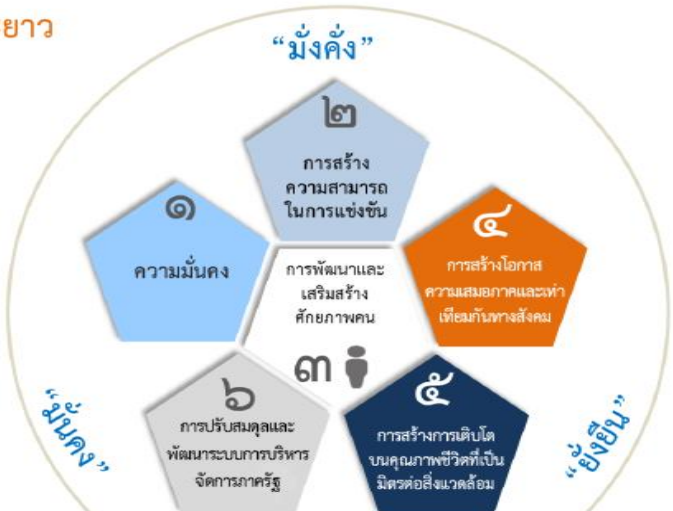 ยาว
“มั่งคั่ง”
๒
การสร้าง
ความสามารถ
ในการแข่งขัน
๑
ความมั่นคง
๔
การสร้างโอกาส
ความเสมอภาคและเท่า
เทียมกันทางสังคม
การพัฒนาและ
เสริมสร้าง
ศักยภาพคน
๓
๖
การปรับสมดุลและ
พัฒนาระบบการบริหาร
จัดการภาครัฐ
๕
การสร้างการเติบโต
บนคุณภาพชีวิตที่เป็น
มิตรต่อสิ่งแวดล้อม
“มั่นคง”
“ยั่งยืน”